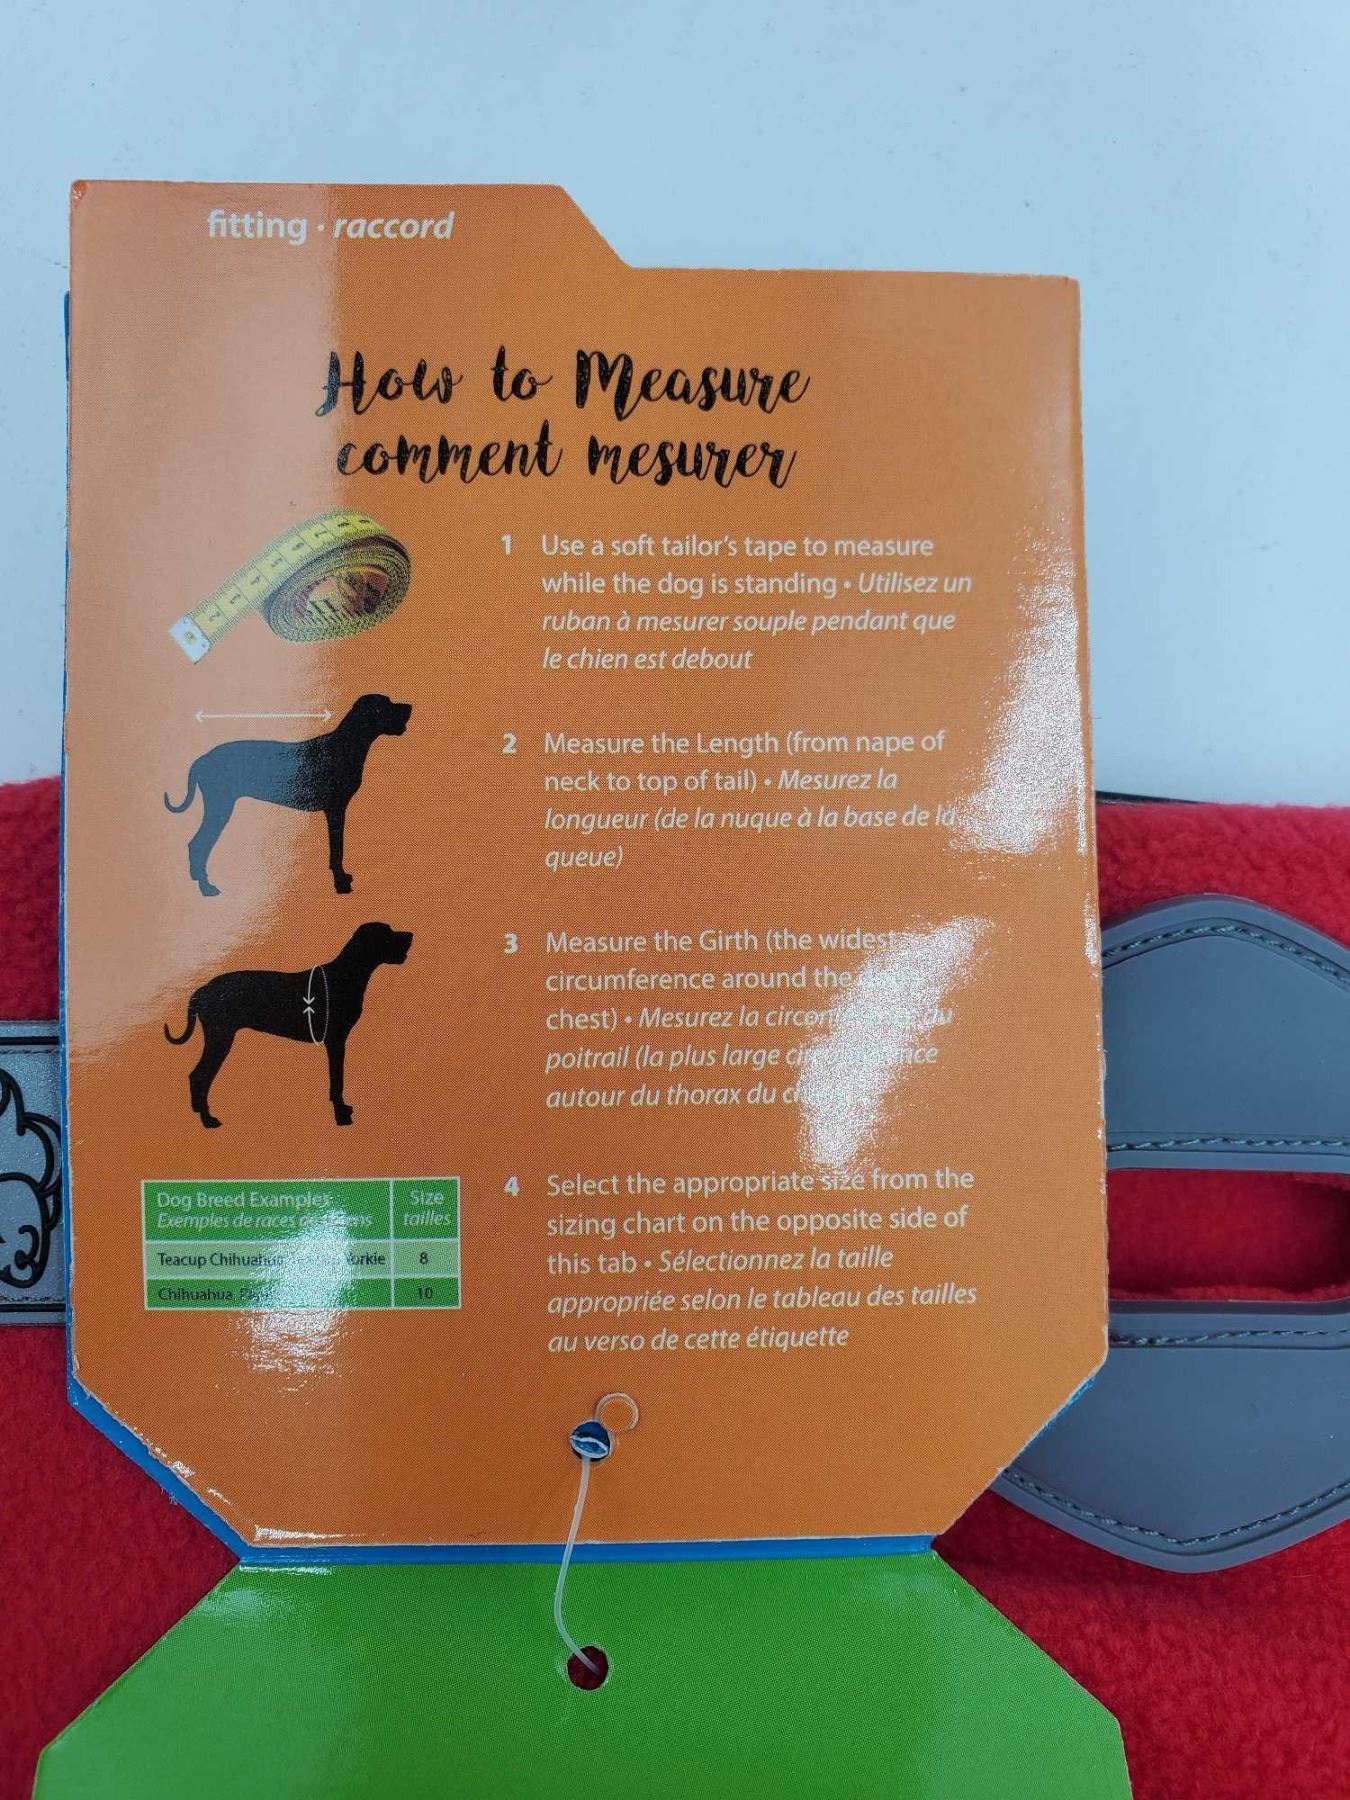 fitting · raccord
How to Measure
comment mesurer
1 Use a soft tailor's tape to measure
while the dog is standing • Utilisez un
ruban à mesurer souple pendant que
le chien est debout
2 Measure the Length (from nape of
neck to top of tail) • Mesurez la
longueur (de la nuque à la base de la
queue)
3 Measure the Girth (the widest
circumference around the
chest) • Mesurez la du
poitrail (la plus large
autour du thorax du
4 Select the appropriate size from the
sizing chart on the opposite side of
this tab • Sélectionnez la taille
appropriée selon le tableau des tailles
au verso de cette étiquette
Dog Breed Examples Size
Exemples de races tailles
Teacup Chihuahua Yorkie 8
Chihuahua, 10